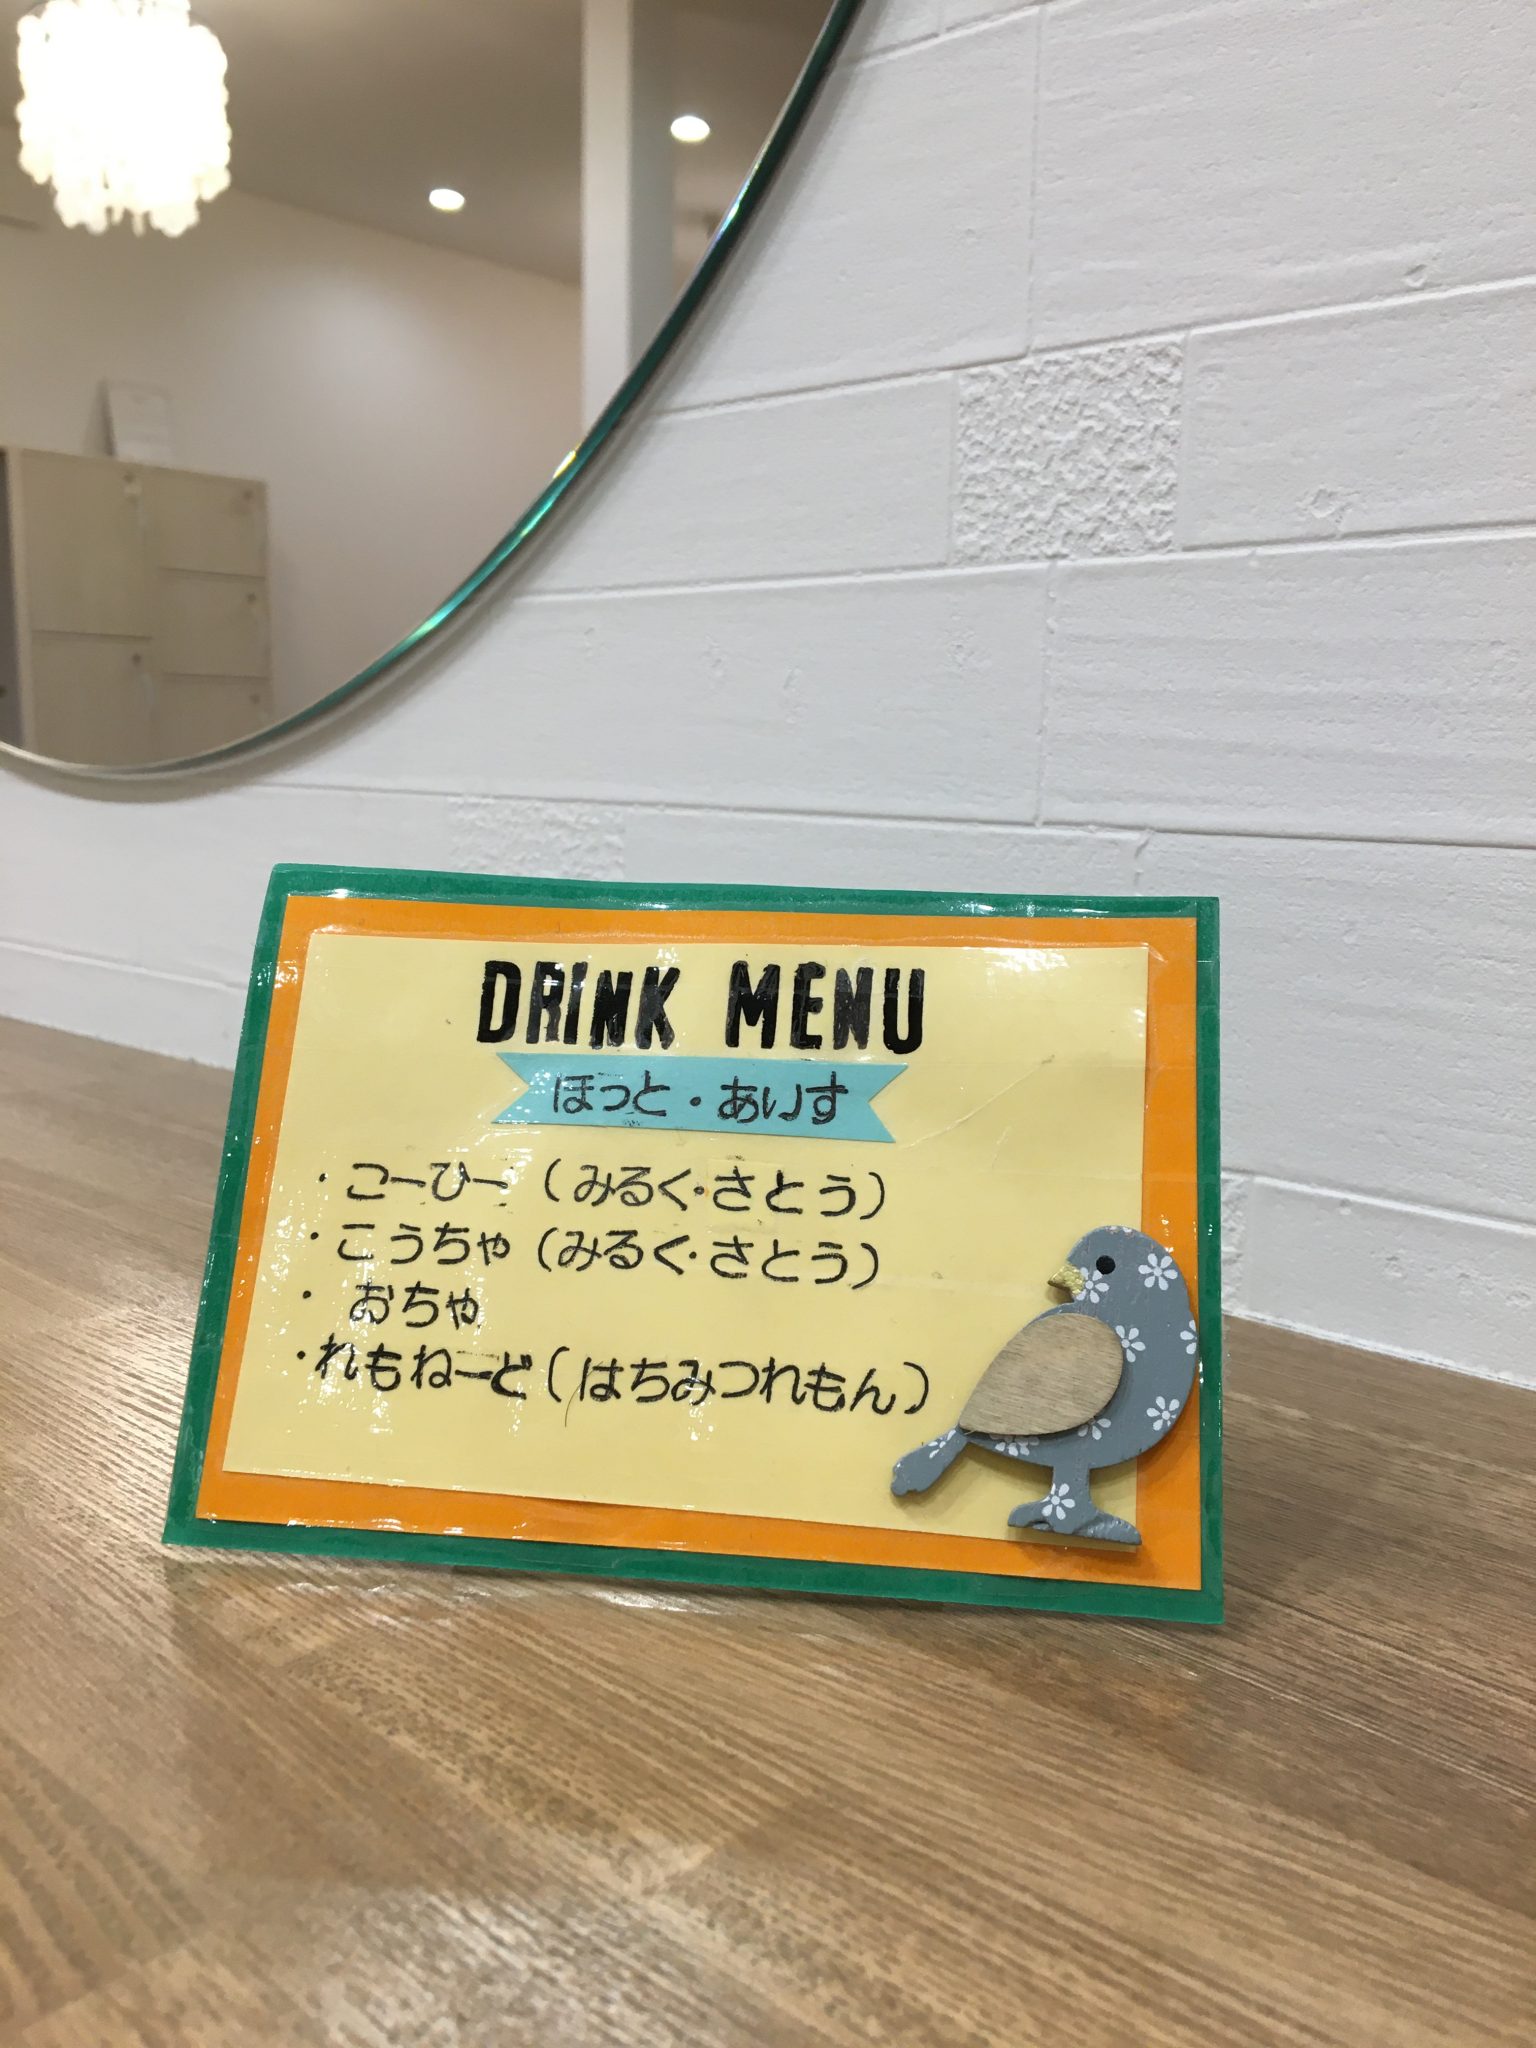 DRINK MENU
ほっと・あいす
・こーひー（みるく・さとう）
・こうちゃ（みるく・さとう）
・おちゃ
・れもねーど（はちみつれもん）